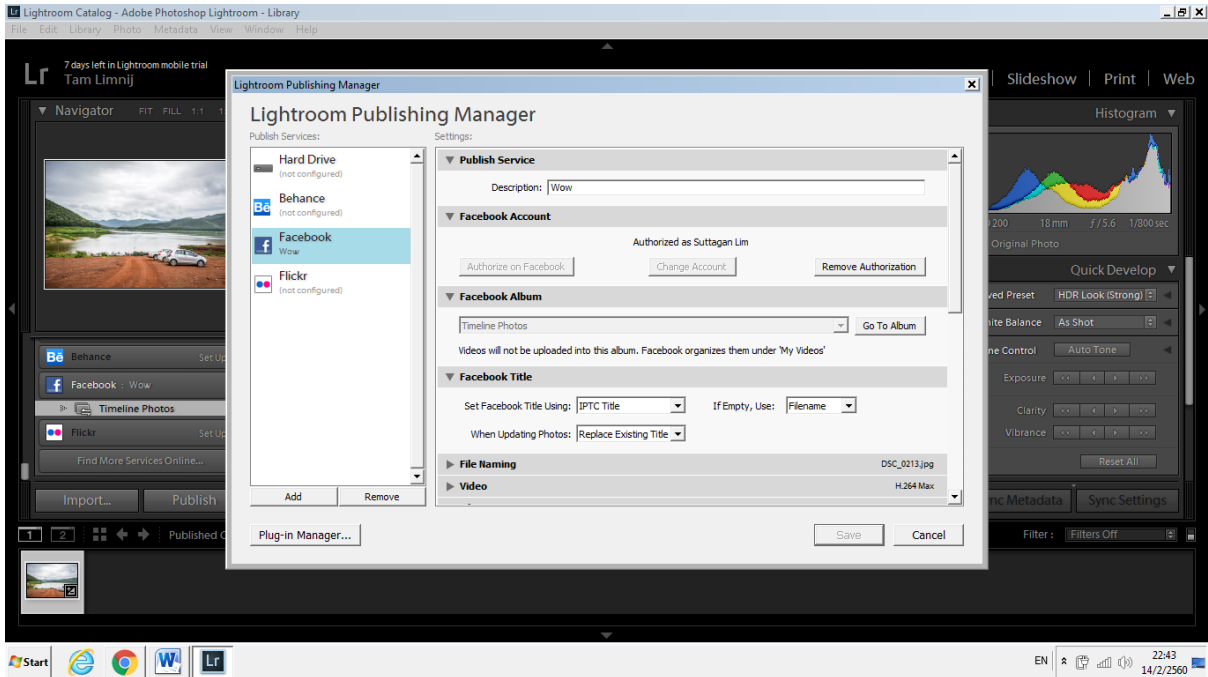 Lightroom Catalog - Adobe Photoshop Lightroom - Library
File Edit Library Photo Metadata View Window Help
Lr
7 days left in Lightroom mobile trial
Tam Limnij
Slideshow | Print | Web
Navigator FIT FILL 1:1
Behance Set Up
Facebook : Wow
Timeline Photos
Flickr Set Up
Find More Services Online...
Import... Publish
Lightroom Publishing Manager
Lightroom Publishing Manager
Publish Services:
Hard Drive
(not configured)
Bē Behance
(not configured)
Facebook
Wow
Flickr
(not configured)
Add Remove
Plug-in Manager...
Settings:
Publish Service
Description: Wow
Facebook Account
Authorized as Suttagan Lim
Authorize on Facebook Change Account Remove Authorization
Facebook Album
Timeline Photos Go To Album
Videos will not be uploaded into this album. Facebook organizes them under 'My Videos'
Facebook Title
Set Facebook Title Using: IPTC Title If Empty, Use: Filename
When Updating Photos: Replace Existing Title
File Naming DSC_0213.jpg
Video H.264 Max
Save Cancel
Histogram
200 18 mm ƒ / 5.6 1/800 sec
Original Photo
Quick Develop
HDR Look (Strong)
As Shot
Control Auto Tone
Exposure
Clarity
Vibrance
Reset All
Metadata Sync Settings
1 2 Published
Filter : Filters Off
Start
EN
22:43
14/2/2560